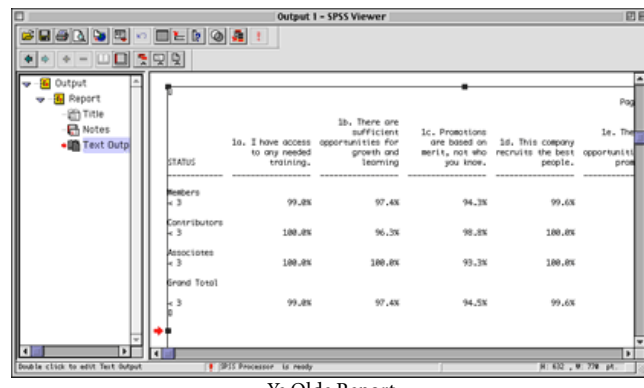 Output 1 - SPSS Viewer
Output
Report
Title
Notes
Text Outp
Pag
STATUS
1a. I have access to any needed training.
1b. There are sufficient opportunities for growth and learning
1c. Promotions are based on merit, not who you know.
1d. This company recruits the best people.
1e. The opportuniti prom
Members
< 3 99.0% 97.4% 94.3% 99.6%
Contributors
< 3 100.0% 96.3% 98.8% 100.0%
Associates
< 3 100.0% 100.0% 93.3% 100.0%
Grand Total
< 3 99.0% 97.4% 94.5% 99.6%
Double click to edit Text Output
SPSS Processor is ready
H: 632 , W: 778 pt.
Ye Olde Report